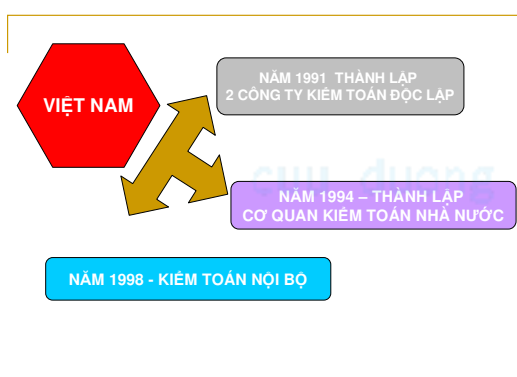 VIỆT NAM
NĂM 1991 THÀNH LẬP
2 CÔNG TY KIỂM TOÁN ĐỘC LẬP
NĂM 1994 – THÀNH LẬP
CƠ QUAN KIỂM TOÁN NHÀ NƯỚC
NĂM 1998 - KIỂM TOÁN NỘI BỘ